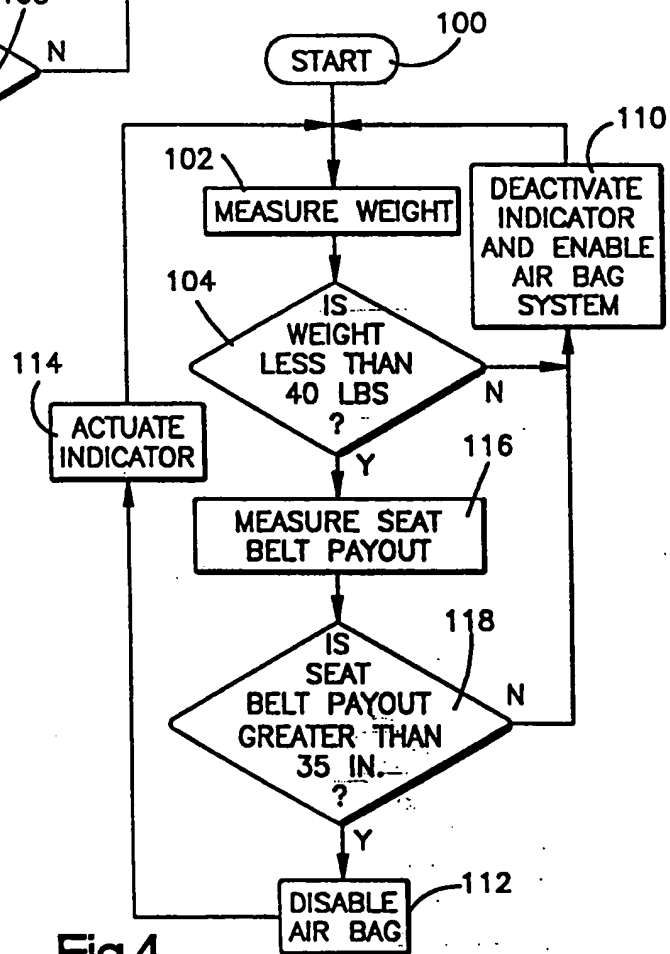 N
100
START
110
102
MEASURE WEIGHT
DEACTIVATE
INDICATOR
AND ENABLE
AIR BAG
SYSTEM
104
IS
WEIGHT
LESS THAN
40 LBS
?
N
Y
114
ACTUATE
INDICATOR
116
MEASURE SEAT
BELT PAYOUT
118
IS
SEAT
BELT PAYOUT
GREATER THAN
35 IN.
?
N
Y
112
DISABLE
AIR BAG
Fig.4